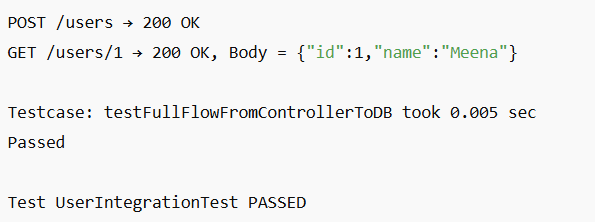 POST /users → 200 OK
GET /users/1 → 200 OK, Body = {"id":1,"name":"Meena"}
Testcase: testFullFlowFromControllerToDB took 0.005 sec
Passed
Test UserIntegrationTest PASSED